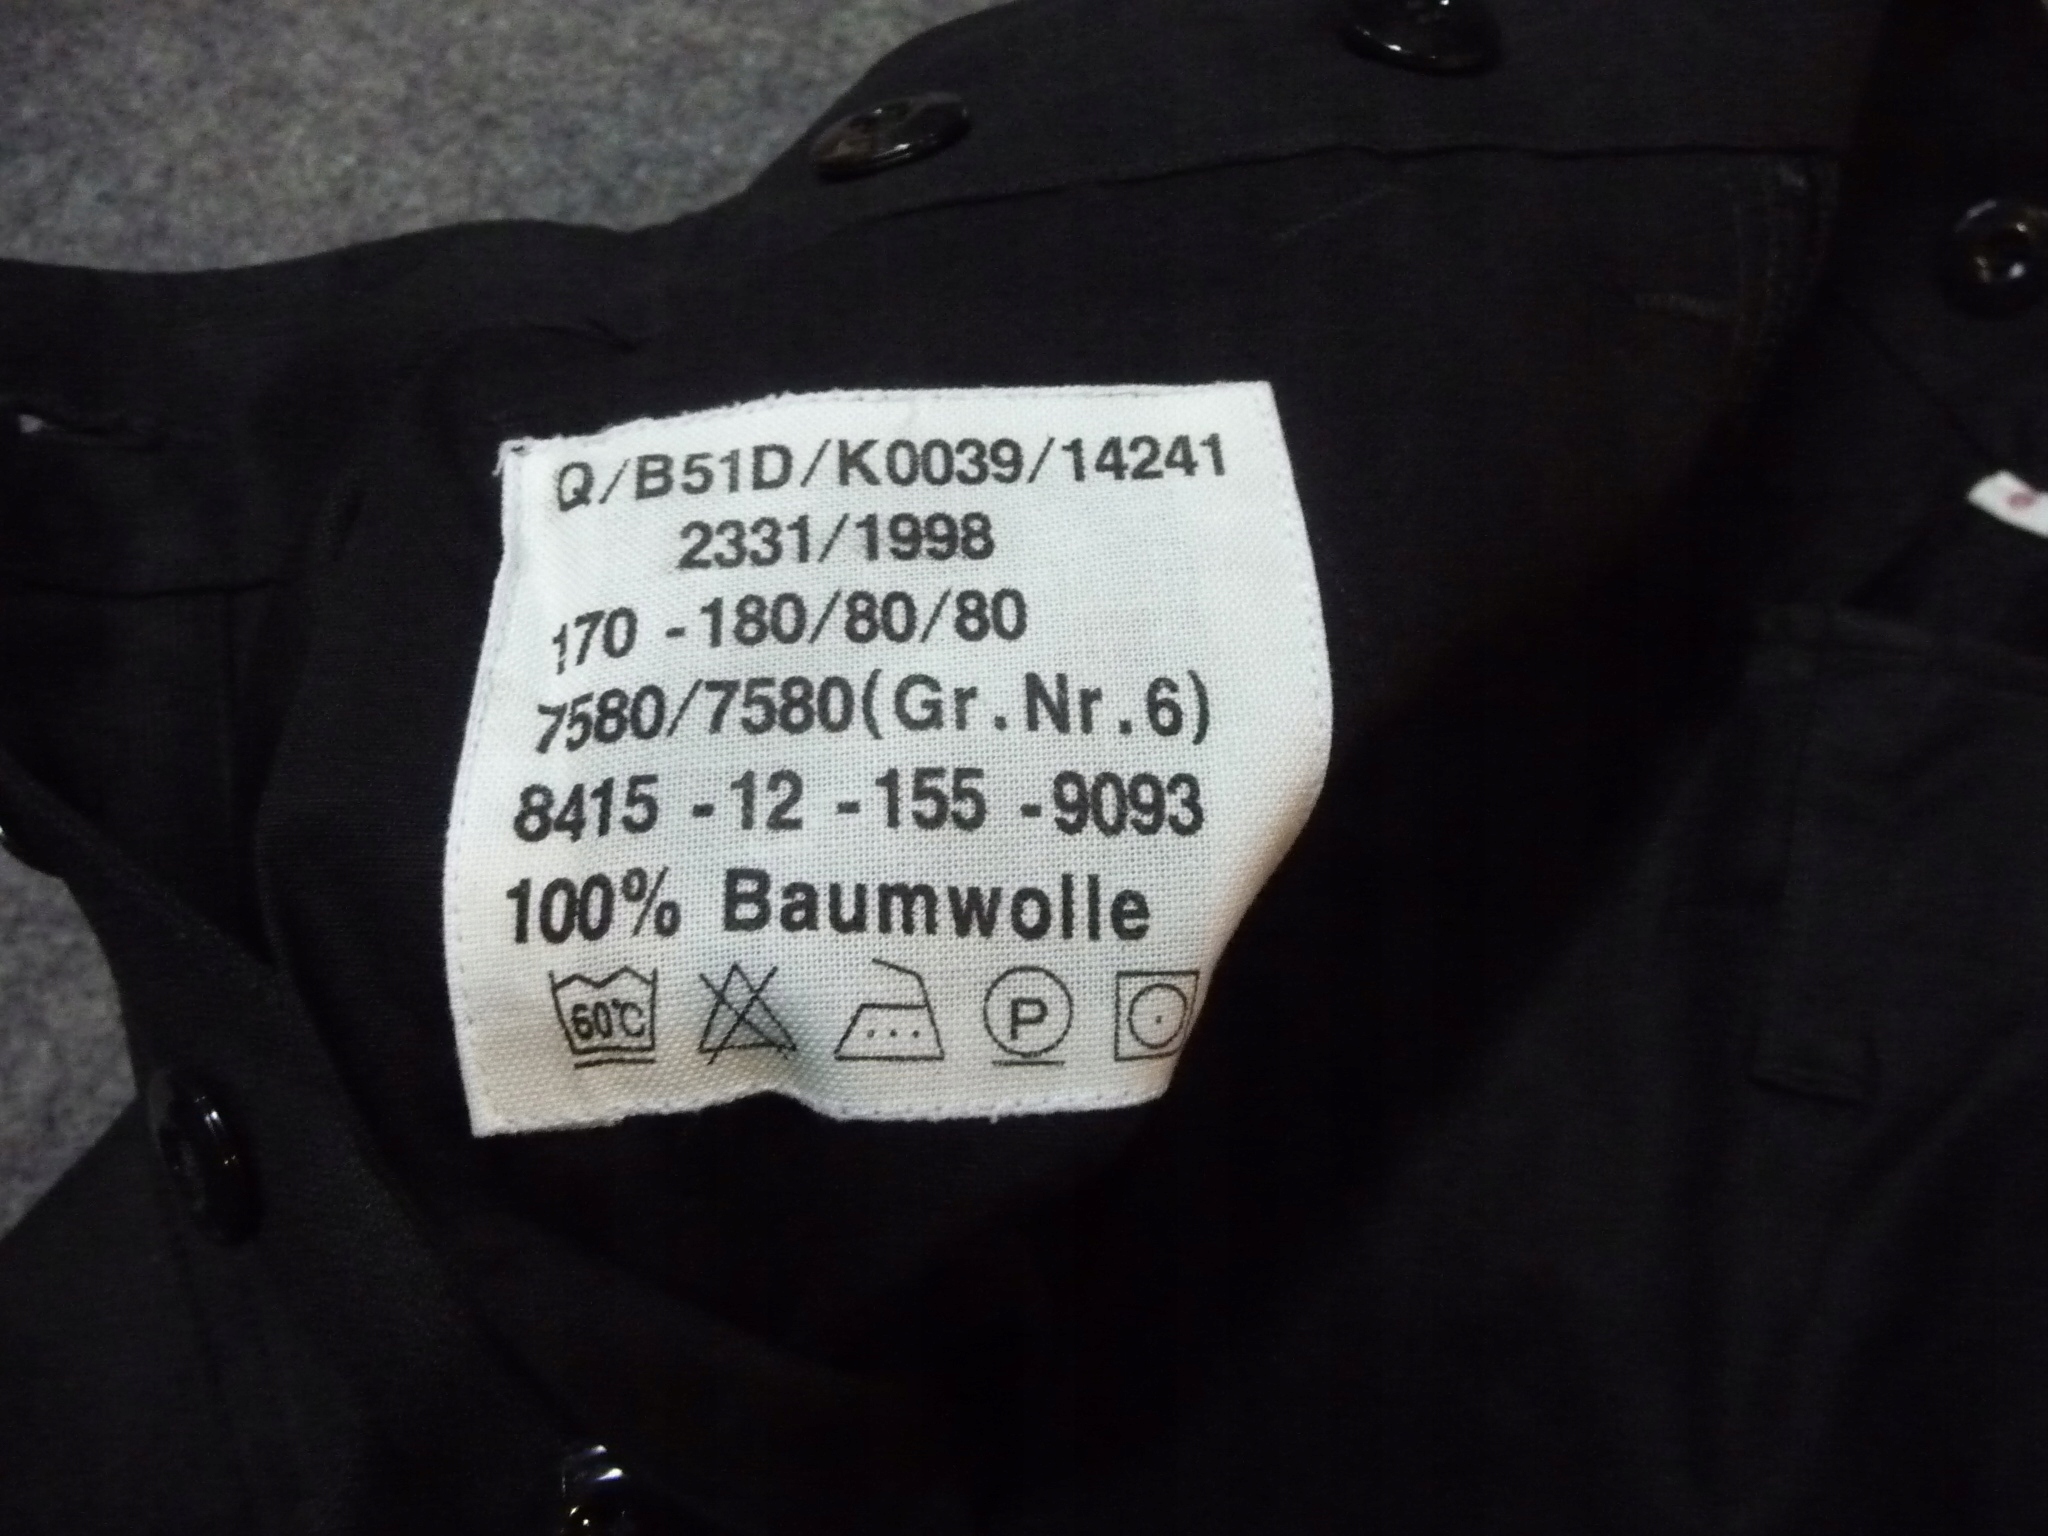 Q/B51D/K0039/14241
2331/1998
170 - 180/80/80
7580/7580(Gr.Nr.6)
8415 - 12 - 155 - 9093
100% Baumwolle
60°C P